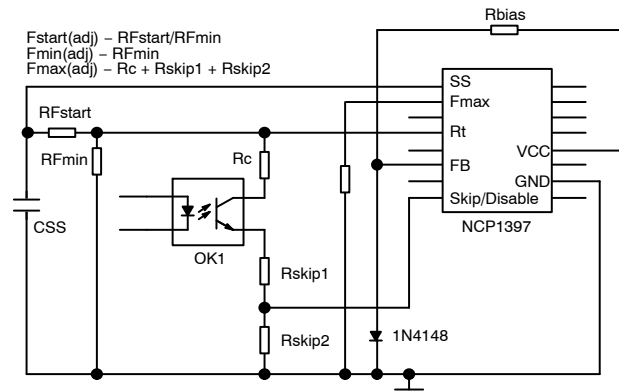 Rbias
Fstart(adj) – RFstart/RFmin
Fmin(adj) – RFmin
Fmax(adj) – Rc + Rskip1 + Rskip2
SS
Fmax
RFstart
Rt
RFmin
Rc
VCC
FB
GND
Skip/Disable
CSS
NCP1397
OK1
Rskip1
Rskip2
1N4148